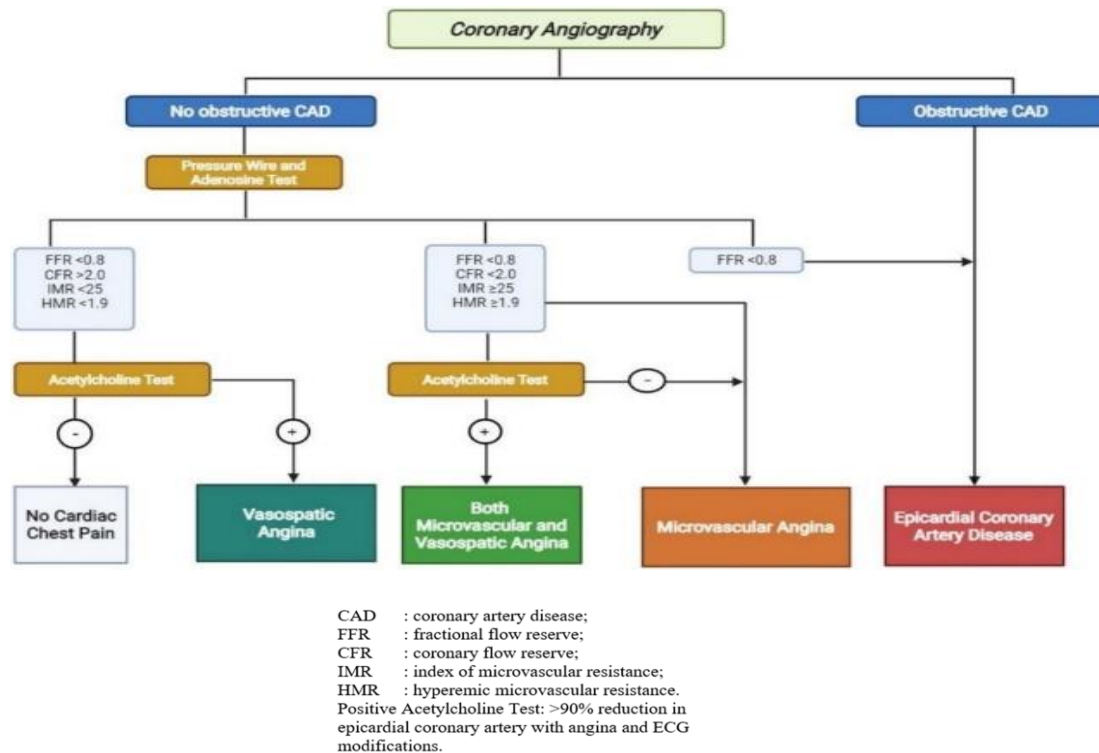 Coronary Angiography
No obstructive CAD
Obstructive CAD
Pressure Wire and
Adenosine Test
FFR <0.8
CFR >2.0
IMR <25
HMR <1.9
FFR <0.8
CFR <2.0
IMR ≥25
HMR ≥1.9
FFR <0.8
Acetylcholine Test
Acetylcholine Test
-
-
+
+
No Cardiac
Chest Pain
Vasospatic
Angina
Both
Microvascular and
Vasospatic Angina
Microvascular Angina
Epicardial Coronary
Artery Disease
CAD : coronary artery disease;
FFR : fractional flow reserve;
CFR : coronary flow reserve;
IMR : index of microvascular resistance;
HMR : hyperemic microvascular resistance.
Positive Acetylcholine Test: >90% reduction in
epicardial coronary artery with angina and ECG
modifications.